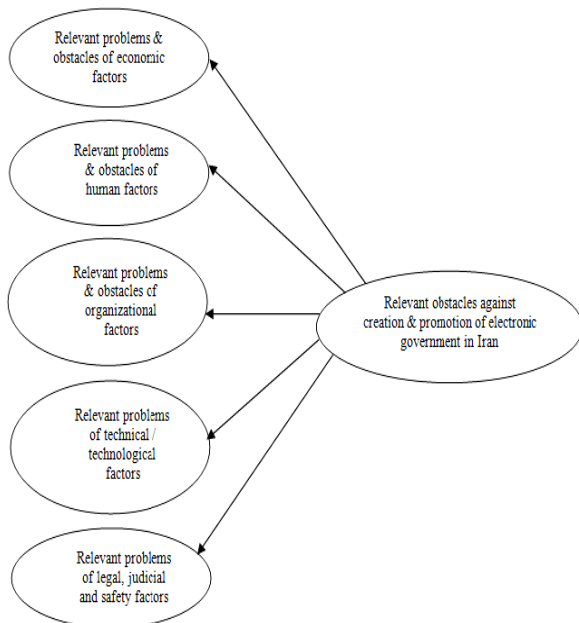 Relevant problems &
obstacles of economic
factors
Relevant problems
& obstacles of
human factors
Relevant problems
& obstacles of
organizational
factors
Relevant obstacles against
creation & promotion of electronic
government in Iran
Relevant problems
of technical /
technological
factors
Relevant problems
of legal, judicial
and safety factors